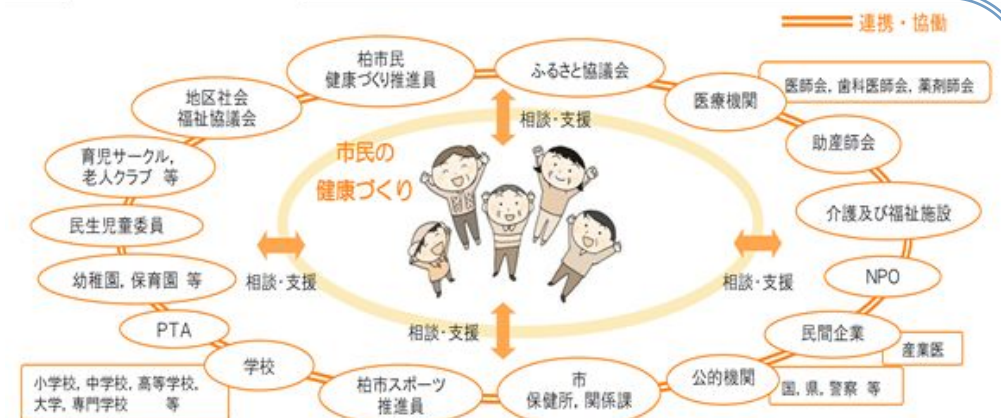 連携・協働
柏市民
健康づくり推進員
ふるさと協議会
医療機関
医師会, 歯科医師会, 薬剤師会
助産師会
介護及び福祉施設
NPO
民間企業
産業医
公的機関
国, 県, 警察 等
市
保健所, 関係課
柏市スポーツ
推進員
学校
小学校, 中学校, 高等学校,
大学, 専門学校 等
PTA
幼稚園, 保育園 等
民生児童委員
育児サークル,
老人クラブ 等
地区社会
福祉協議会
市民の
健康づくり
相談・支援
相談・支援
相談・支援
相談・支援